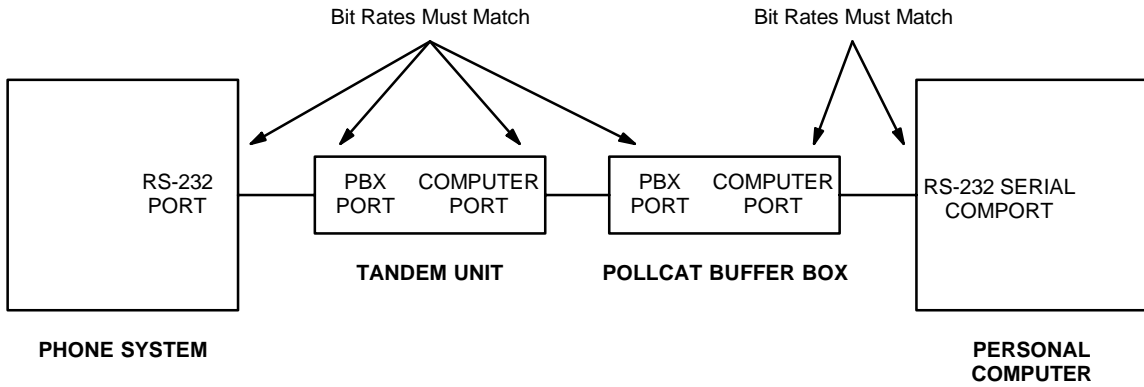 Bit Rates Must Match
Bit Rates Must Match
RS-232
PORT
PBX
PORT
COMPUTER
PORT
PBX
PORT
COMPUTER
PORT
RS-232 SERIAL
COMPORT
TANDEM UNIT
POLLCAT BUFFER BOX
PHONE SYSTEM
PERSONAL
COMPUTER